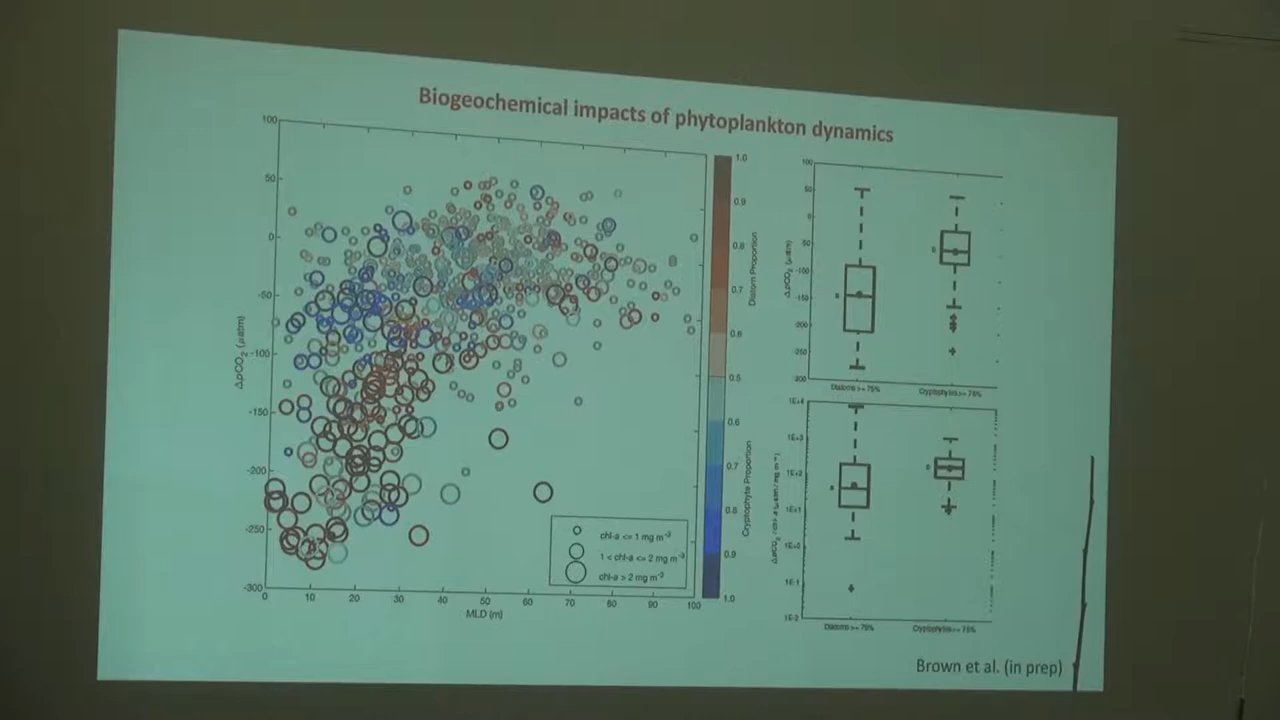 Biogeochemical impacts of phytoplankton dynamics
100
50
0
-50
-100
-150
-200
-250
-300
ΔpCO₂ (μatm)
0 10 20 30 40 50 60 70 80 90 100
MLD (m)
chl-a <= 1 mg m⁻³
1 < chl-a <= 2 mg m⁻³
chl-a > 2 mg m⁻³
1.0
0.9
0.8
0.7
0.6
0.5
0.6
0.7
0.8
0.9
1.0
Diatom Proportion
Cryptophyte Proportion
100
50
0
-50
-100
-150
-200
250
200
ΔpCO₂ (μatm)
Diatoms >= 75% Cryptophytes >= 75%
1E+4
1E+3
1E+2
1E+1
1E+0
1E-1
1E-2
Diatoms >= 75% Cryptophytes >= 75%
Brown et al. (in prep)